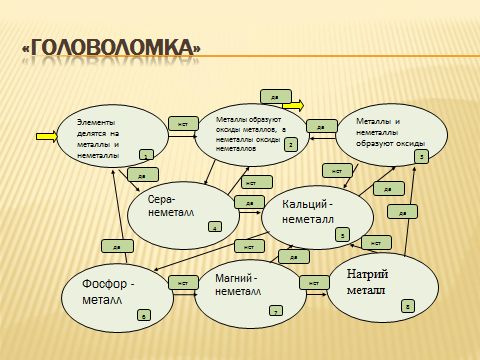 «ГОЛОВОЛОМКА»
да
Элементы
делятся на
металлы и
неметаллы
1
нет
Металлы образуют
оксиды металлов, а
неметаллы оксиды
неметаллов
2
да
Металлы и
неметаллы
образуют оксиды
3
да
нет
нет
да
Сера-
неметалл
4
да
Кальций -
неметалл
5
да
да
нет
нет
да
да
Фосфор -
металл
6
нет
Магний -
неметалл
7
нет
Натрий
металл
8